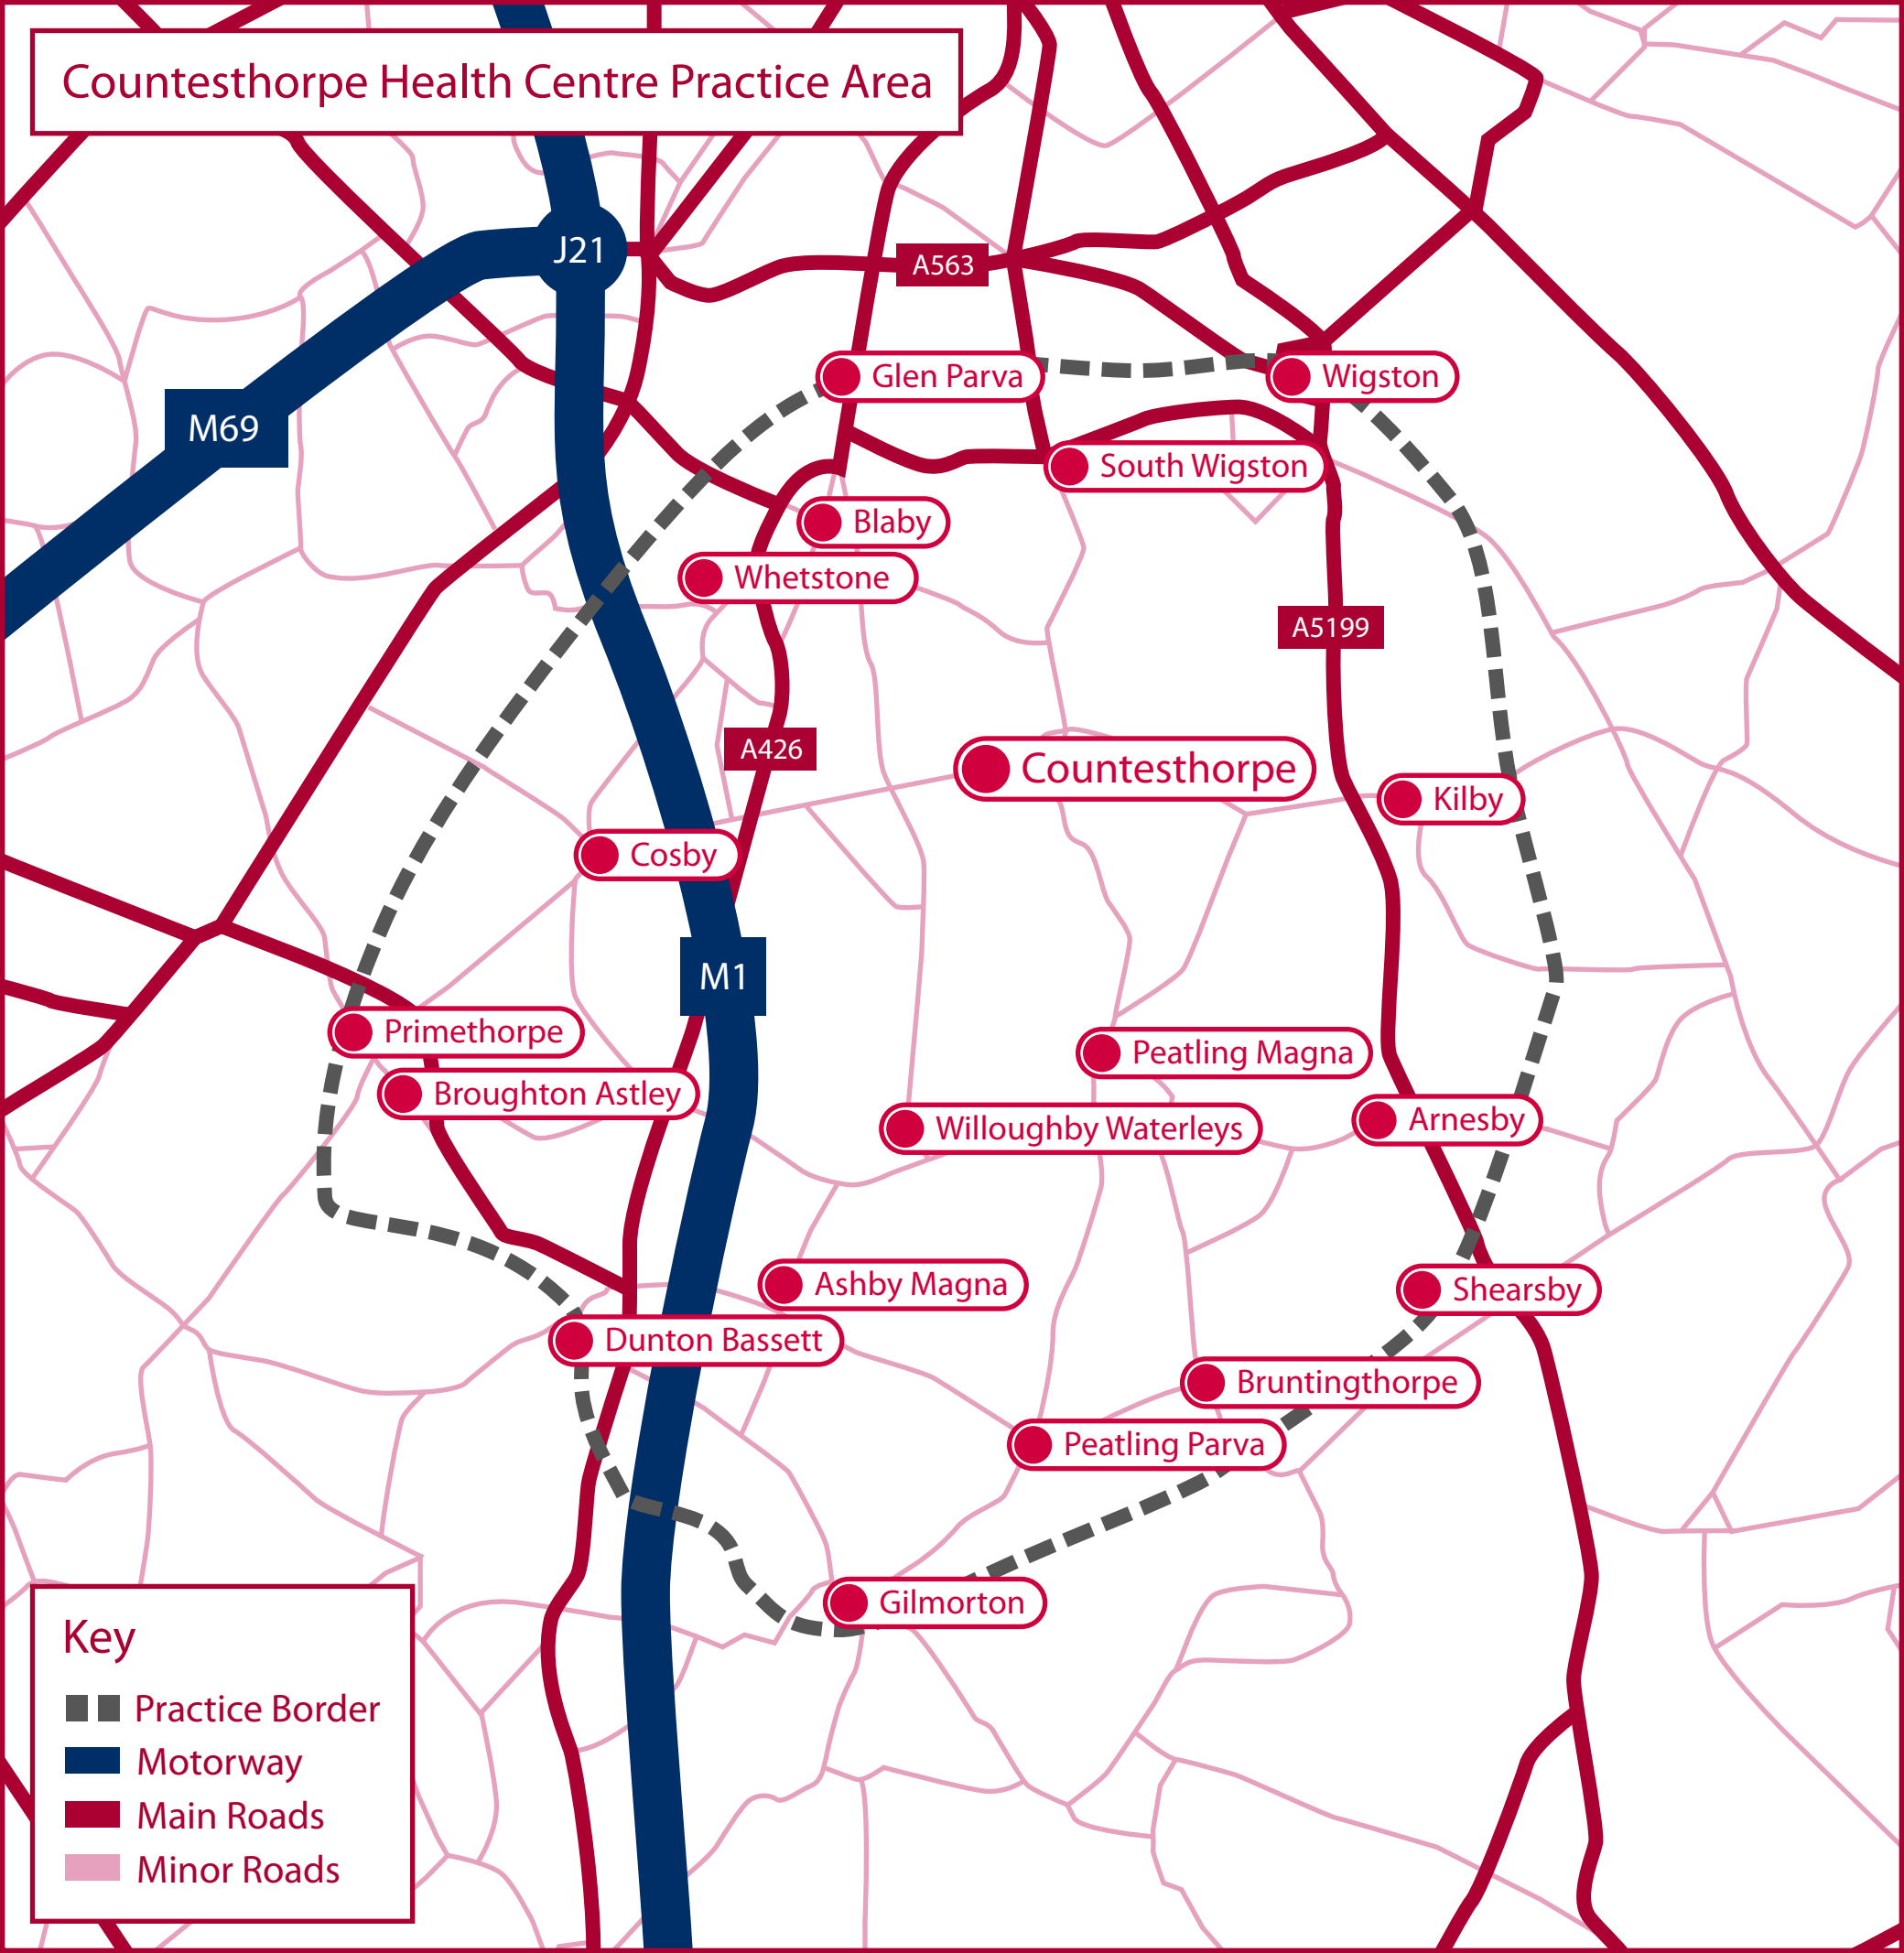 Countesthorpe Health Centre Practice Area
J21
A563
Glen Parva
Wigston
M69
South Wigston
Blaby
Whetstone
A5199
A426
Countesthorpe
Kilby
Cosby
M1
Primethorpe
Peatling Magna
Broughton Astley
Arnesby
Willoughby Waterleys
Ashby Magna
Shearsby
Dunton Bassett
Bruntingthorpe
Peatling Parva
Gilmorton
Key
Practice Border
Motorway
Main Roads
Minor Roads